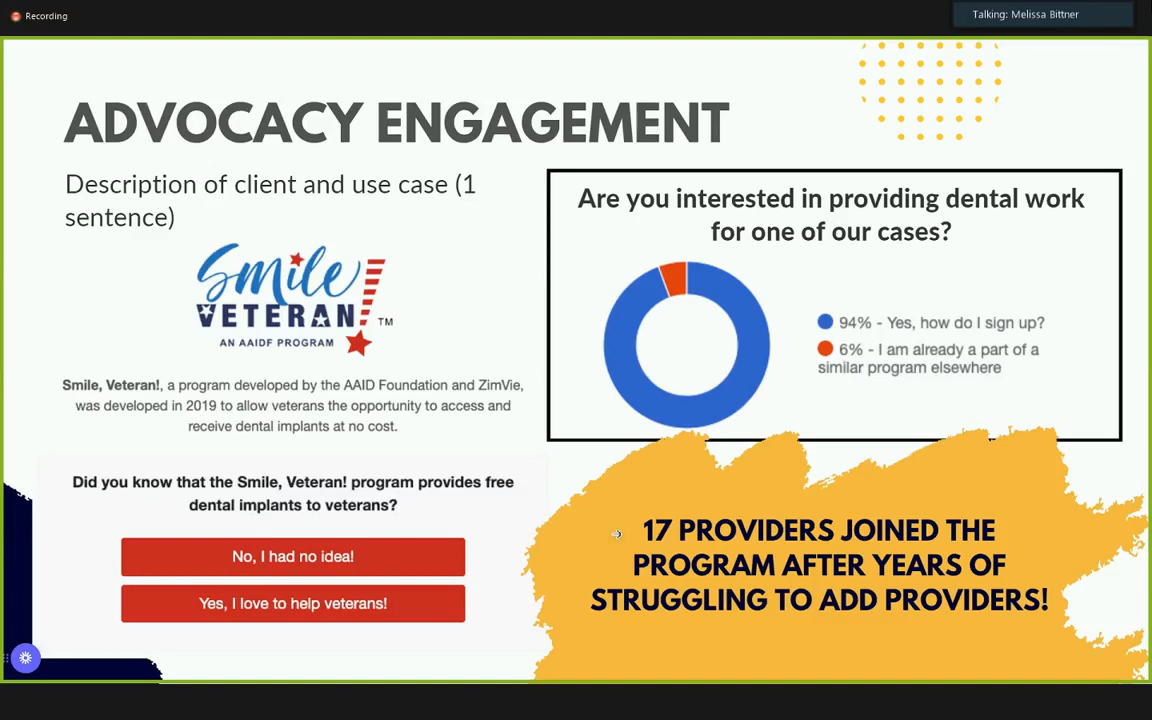 Recording
Talking: Melissa Bittner
ADVOCACY ENGAGEMENT
Description of client and use case (1
sentence)
Smile
VETERAN!™
AN AAIDF PROGRAM
Smile, Veteran!, a program developed by the AAID Foundation and ZimVie,
was developed in 2019 to allow veterans the opportunity to access and
receive dental implants at no cost.
Did you know that the Smile, Veteran! program provides free
dental implants to veterans?
No, I had no idea!
Yes, I love to help veterans!
Are you interested in providing dental work
for one of our cases?
94% - Yes, how do I sign up?
6% - I am already a part of a
similar program elsewhere
17 PROVIDERS JOINED THE
PROGRAM AFTER YEARS OF
STRUGGLING TO ADD PROVIDERS!